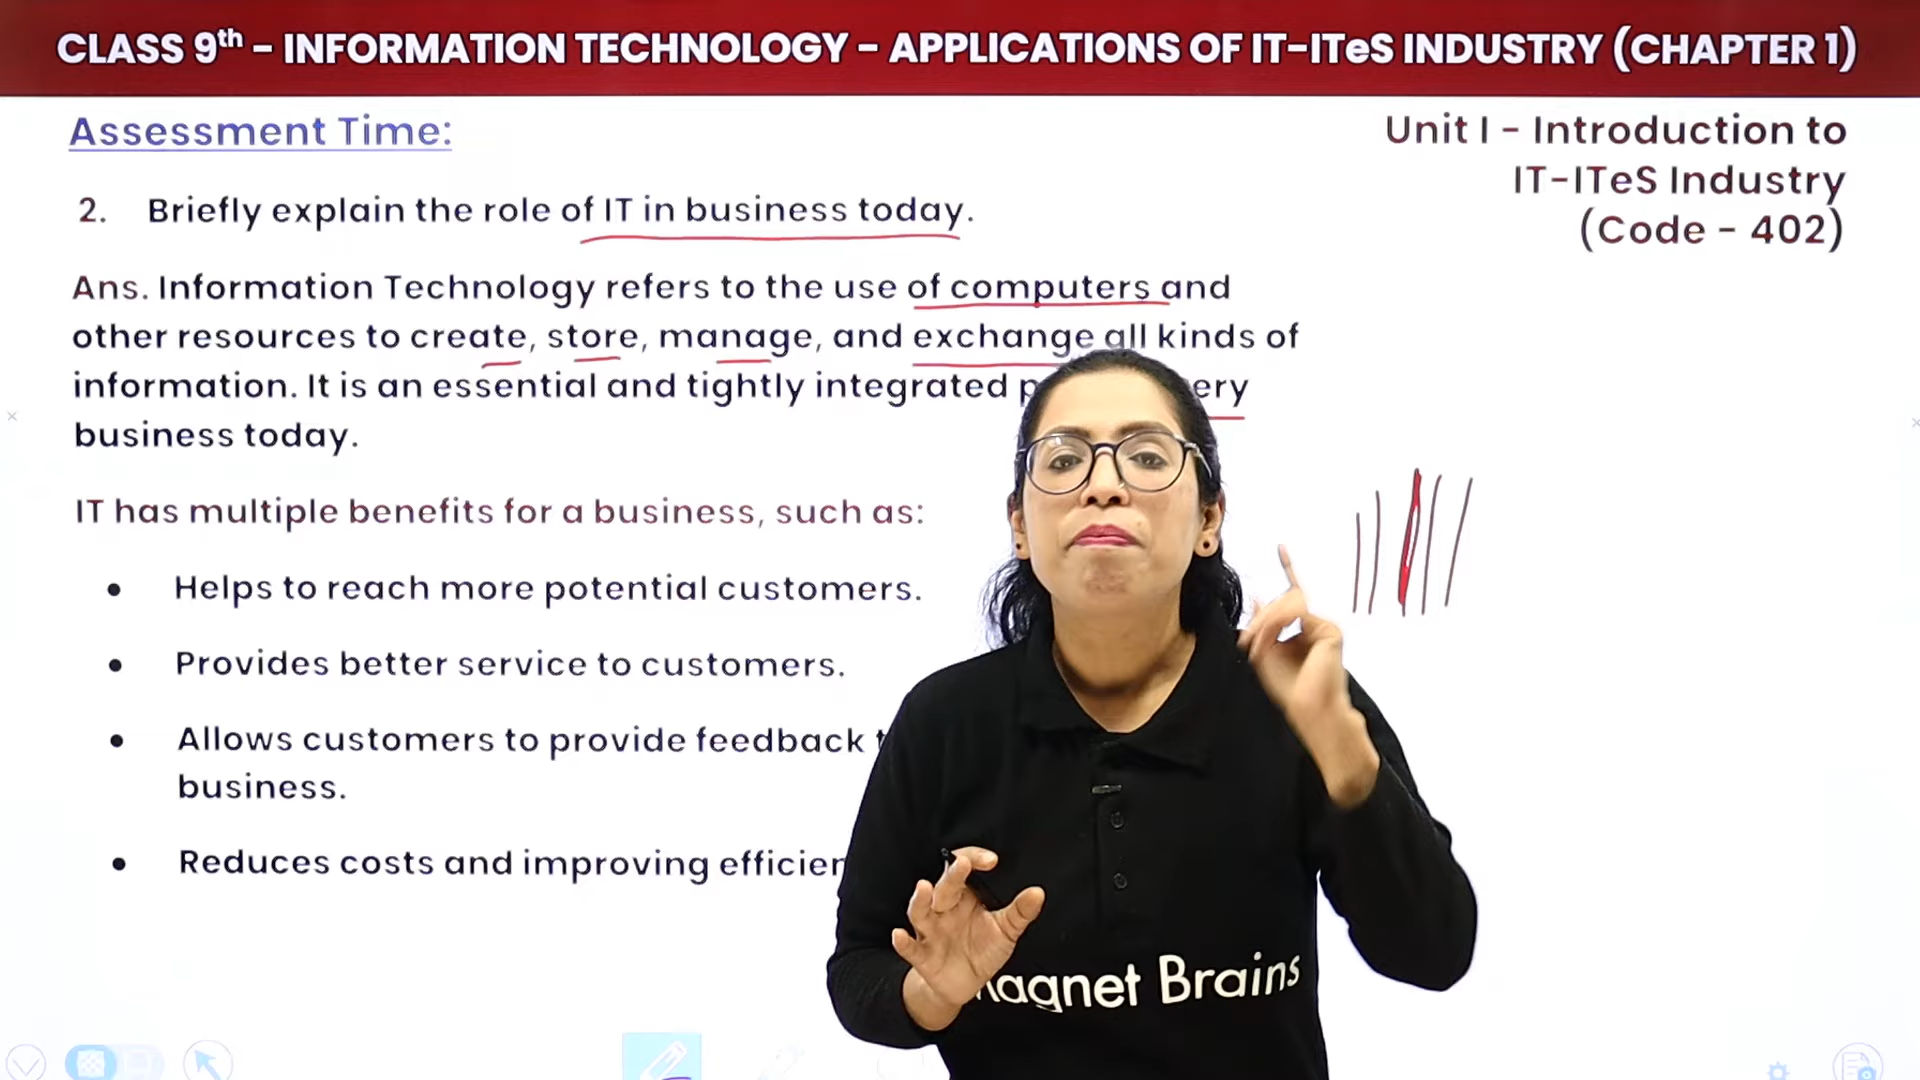 CLASS 9th – INFORMATION TECHNOLOGY – APPLICATIONS OF IT-ITeS INDUSTRY (CHAPTER 1)
Assessment Time:
Unit I - Introduction to
IT-ITeS Industry
(Code - 402)
2. Briefly explain the role of IT in business today.
Ans. Information Technology refers to the use of computers and
other resources to create, store, manage, and exchange all kinds of
information. It is an essential and tightly integrated
business today.
IT has multiple benefits for a business, such as:
• Helps to reach more potential customers.
• Provides better service to customers.
• Allows customers to provide feedback
business.
• Reduces costs and improving
agnet Brains